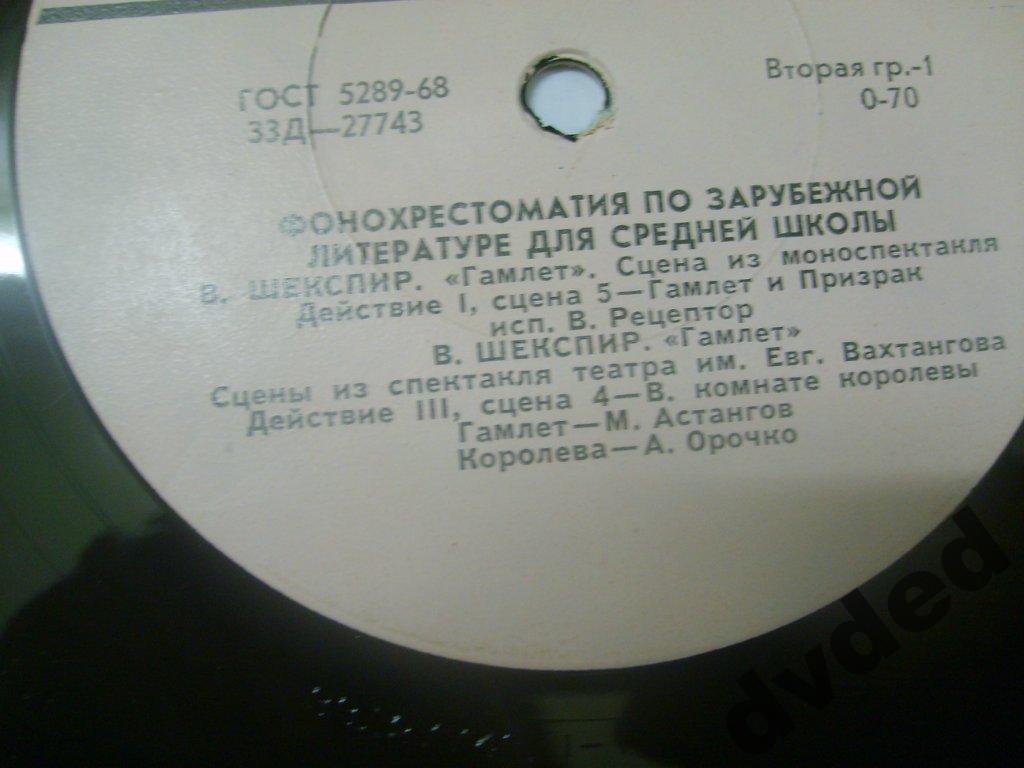 ГОСТ 5289-68
33Д—27743
Вторая гр.-1
0-70
ФОНОХРЕСТОМАТИЯ ПО ЗАРУБЕЖНОЙ
ЛИТЕРАТУРЕ ДЛЯ СРЕДНЕЙ ШКОЛЫ
В. ШЕКСПИР. «Гамлет». Сцена из моноспектакля
Действие I, сцена 5—Гамлет и Призрак
исп. В. Рецептор
В. ШЕКСПИР. «Гамлет»
Сцены из спектакля театра им. Евг. Вахтангова
Действие III, сцена 4—В. комнате королевы
Гамлет—М. Астангов
Королева—А. Орочко
dvded